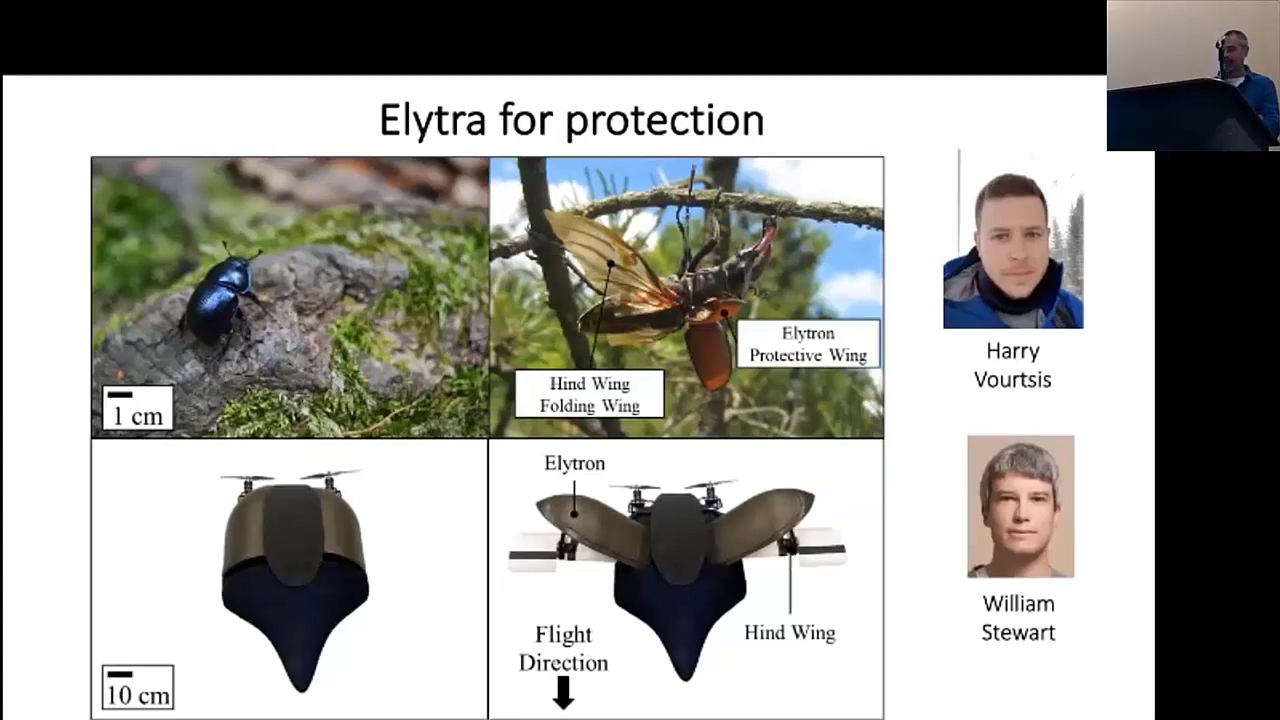 Elytra for protection
1 cm
Hind Wing
Folding Wing
Elytron
Protective Wing
Harry
Vourtsis
10 cm
Elytron
Flight
Direction
Hind Wing
William
Stewart